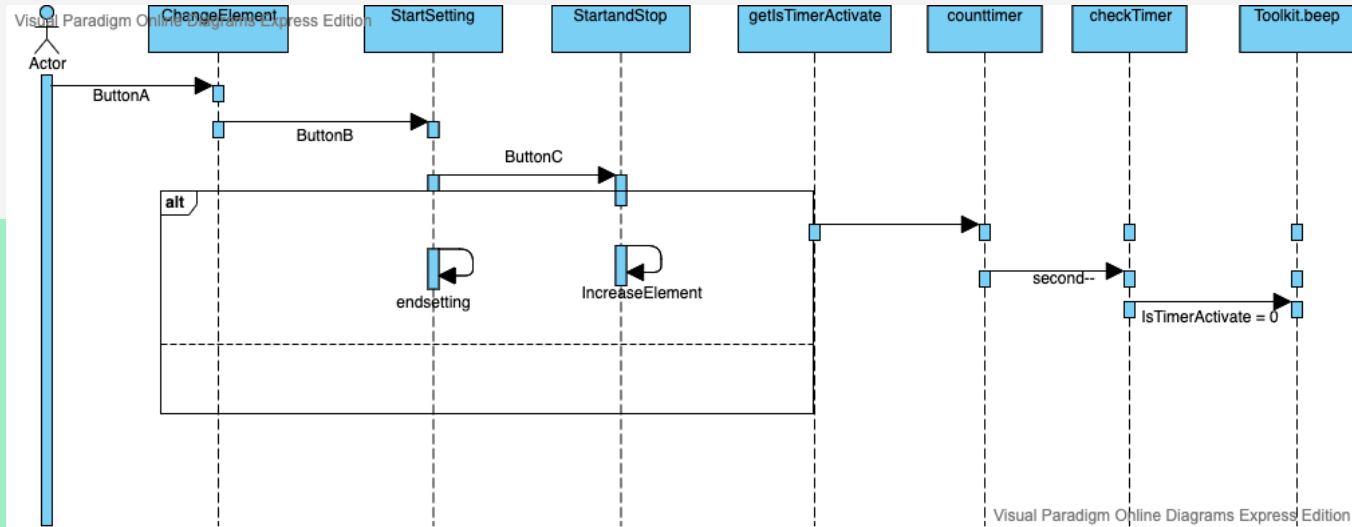 Visual Paradigm Online Diagrams Express Edition
ChangeElement
StartSetting
StartandStop
getIsTimerActivate
counttimer
checkTimer
Toolkit.beep
Actor
ButtonA
ButtonB
ButtonC
alt
endsetting
IncreaseElement
second--
IsTimerActivate = 0
Visual Paradigm Online Diagrams Express Edition